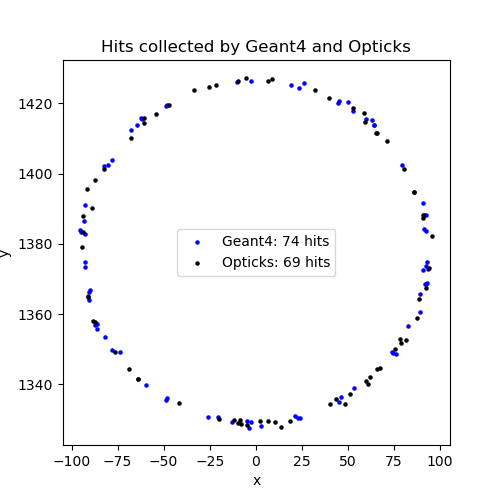 Hits collected by Geant4 and Opticks
1420
1400
1380
1360
1340
y
Geant4: 74 hits
Opticks: 69 hits
−100
−75
−50
−25
0
25
50
75
100
x